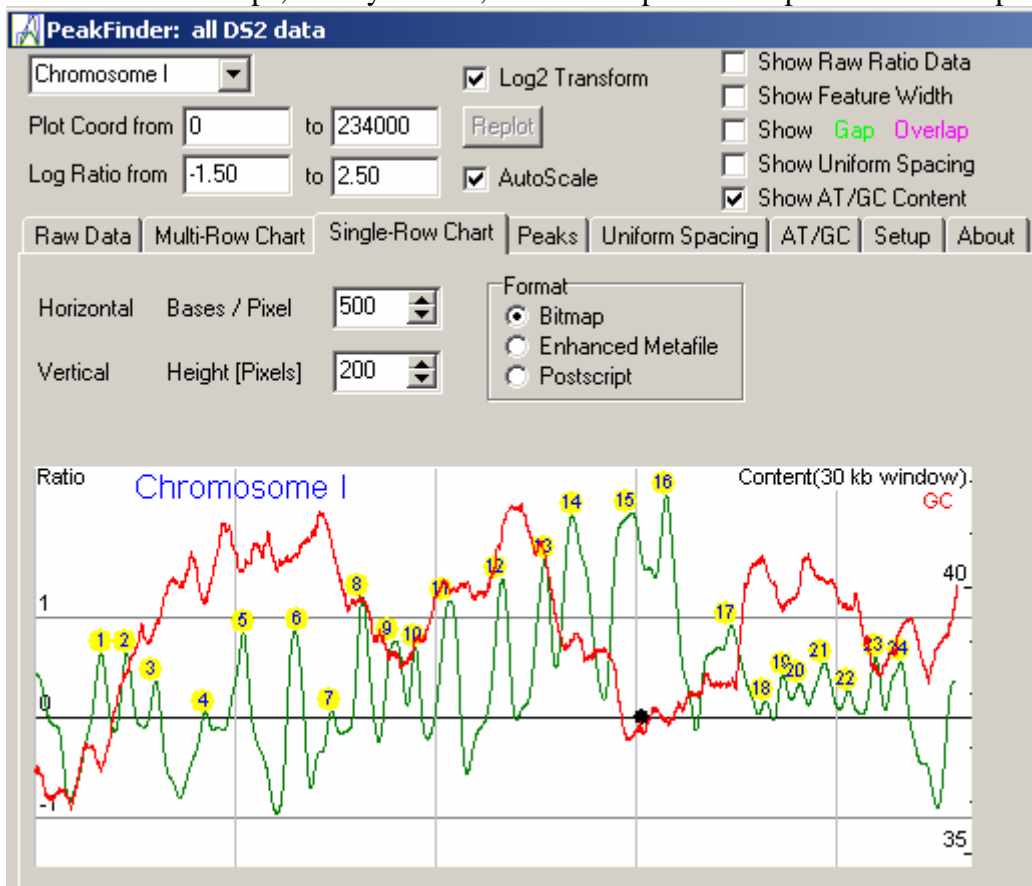 PeakFinder: all DS2 data
Chromosome I
Log2 Transform
Show Raw Ratio Data
Show Feature Width
Plot Coord from 0 to 234000 Replot
Show Gap Overlap
Log Ratio from -1.50 to 2.50 AutoScale
Show Uniform Spacing
Show AT/GC Content
Raw Data Multi-Row Chart Single-Row Chart Peaks Uniform Spacing AT/GC Setup About
Horizontal Bases / Pixel 500
Format
Bitmap
Enhanced Metafile
Postscript
Vertical Height [Pixels] 200
Ratio Chromosome I Content(30 kb window)
GC
16
14 15
13
12
8 11 40
1
17
5 6
9 10
1 2 3
21 23 24
19 20
4 7 18 22
0
-1
35